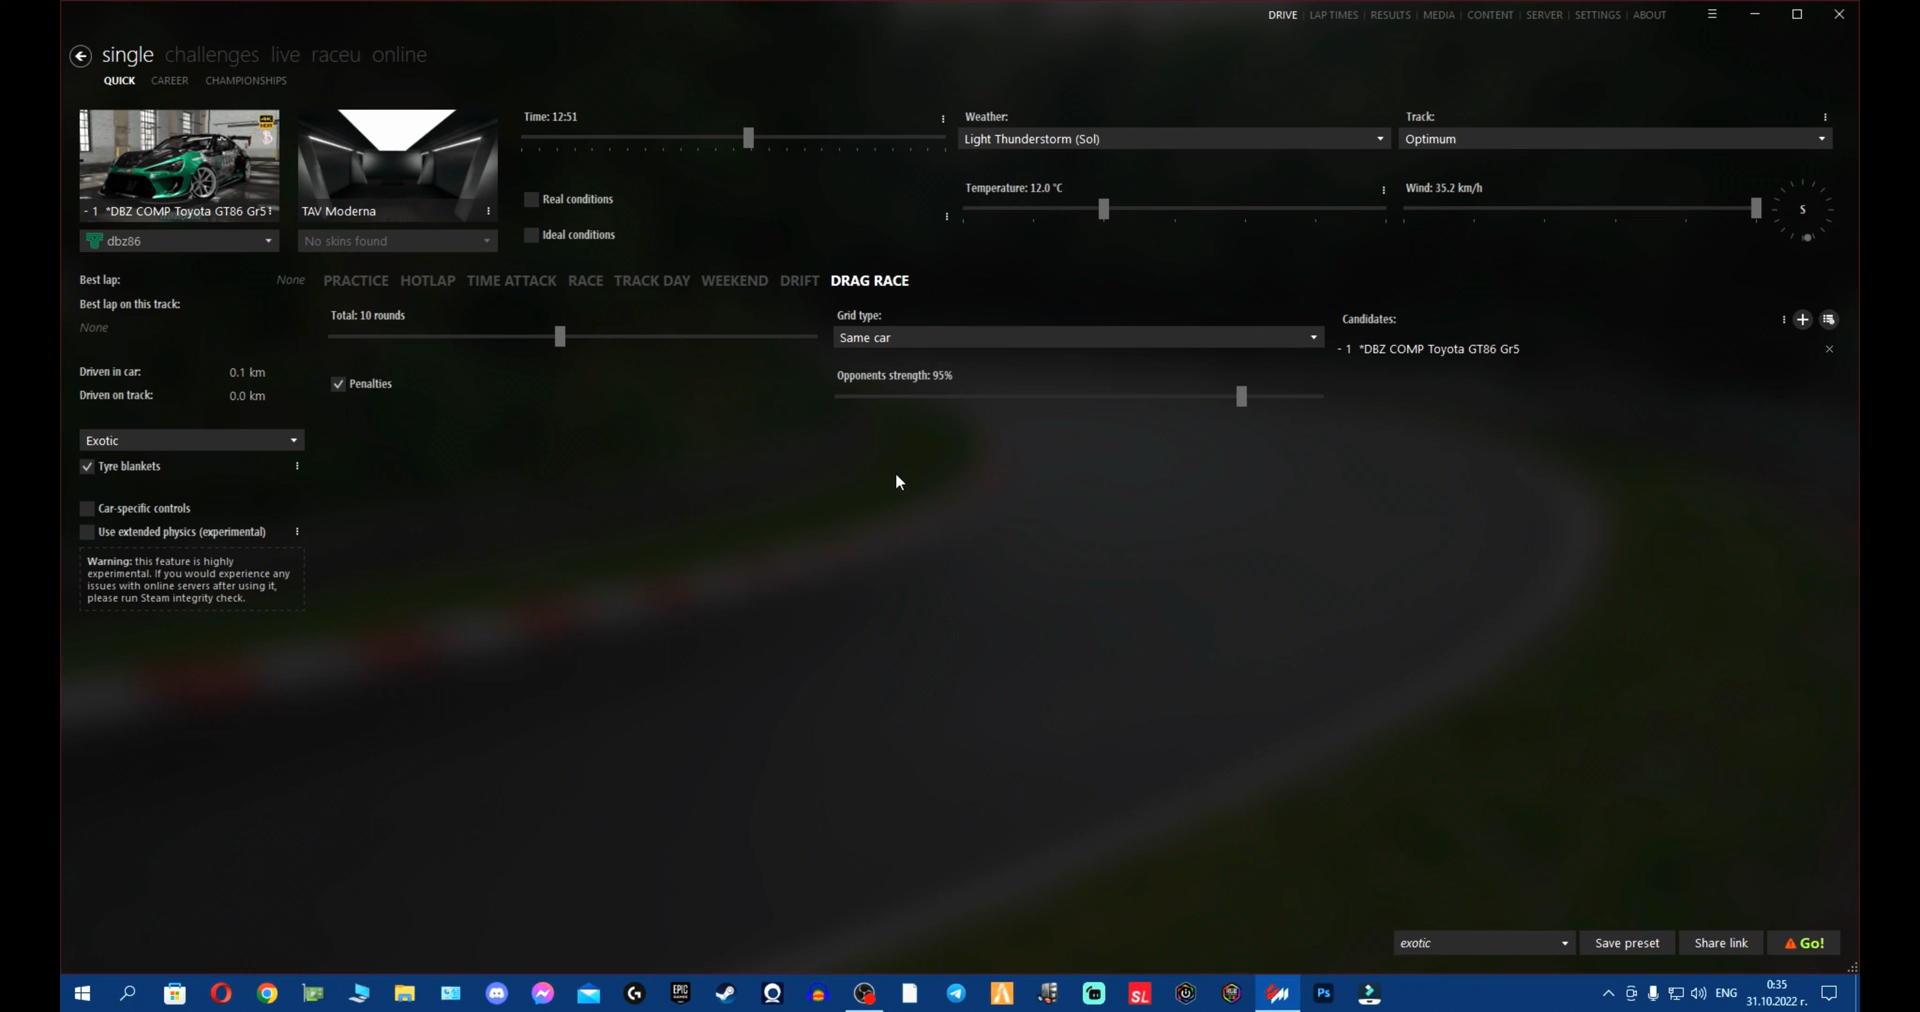 DRIVE | LAP TIMES | RESULTS | MEDIA | CONTENT | SERVER | SETTINGS | ABOUT
single challenges live raceu online
QUICK CAREER CHAMPIONSHIPS
4K
HDR
- 1 *DBZ COMP Toyota GT86 Gr5
dbz86
TAV Moderna
No skins found
Time: 12:51
Real conditions
Ideal conditions
Weather:
Light Thunderstorm (Sol)
Temperature: 12.0 °C
Track:
Optimum
Wind: 35.2 km/h
S
Best lap: None
Best lap on this track:
None
Driven in car: 0.1 km
Driven on track: 0.0 km
Exotic
Tyre blankets
Car-specific controls
Use extended physics (experimental)
Warning: this feature is highly
experimental. If you would experience any
issues with online servers after using it,
please run Steam integrity check.
PRACTICE HOTLAP TIME ATTACK RACE TRACK DAY WEEKEND DRIFT DRAG RACE
Total: 10 rounds
Penalties
Grid type:
Same car
Opponents strength: 95%
Candidates:
- 1 *DBZ COMP Toyota GT86 Gr5
exotic
Save preset
Share link
Go!
EPIC
GAMES
SL
Ps
ENG
0:35
31.10.2022 г.